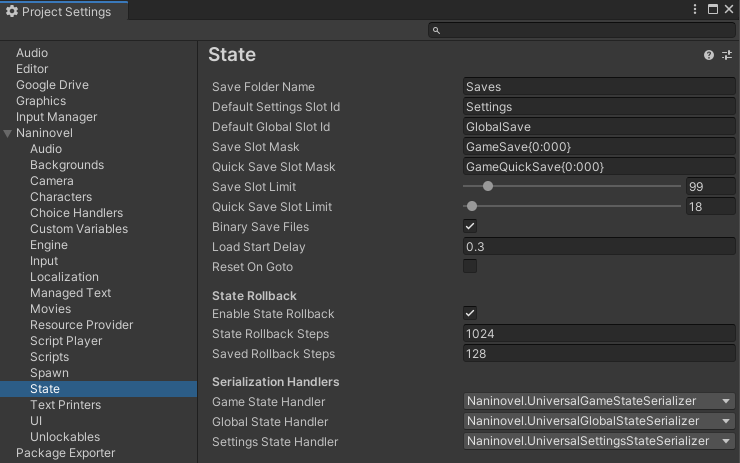 Project Settings
Audio
Editor
Google Drive
Graphics
Input Manager
Naninovel
Audio
Backgrounds
Camera
Characters
Choice Handlers
Custom Variables
Engine
Input
Localization
Managed Text
Movies
Resource Provider
Script Player
Scripts
Spawn
State
Text Printers
UI
Unlockables
Package Exporter
State
Save Folder Name Saves
Default Settings Slot Id Settings
Default Global Slot Id GlobalSave
Save Slot Mask GameSave{0:000}
Quick Save Slot Mask GameQuickSave{0:000}
Save Slot Limit 99
Quick Save Slot Limit 18
Binary Save Files
Load Start Delay 0.3
Reset On Goto
State Rollback
Enable State Rollback
State Rollback Steps 1024
Saved Rollback Steps 128
Serialization Handlers
Game State Handler Naninovel.UniversalGameStateSerializer
Global State Handler Naninovel.UniversalGlobalStateSerializer
Settings State Handler Naninovel.UniversalSettingsStateSerializer